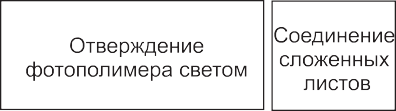 Отверждение
фотополимера светом
Соединение
сложенных
листов